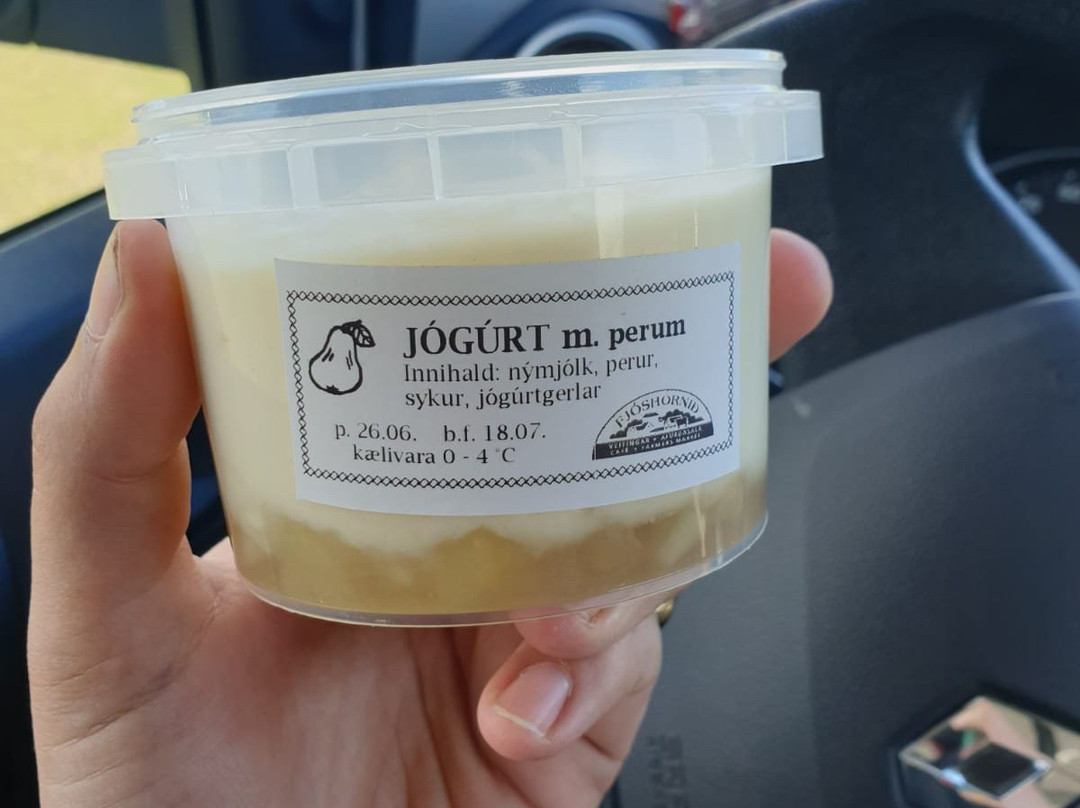 JÓGÚRT m. perum
Innihald: nýmjólk, perur,
sykur, jógúrtgerlar
p. 26.06. b.f. 18.07.
kælivara 0 - 4 °C
FJÓSHORNIÐ
VEITINGAR • AFURÐASALA
CAFÉ • FARMERS MARKET